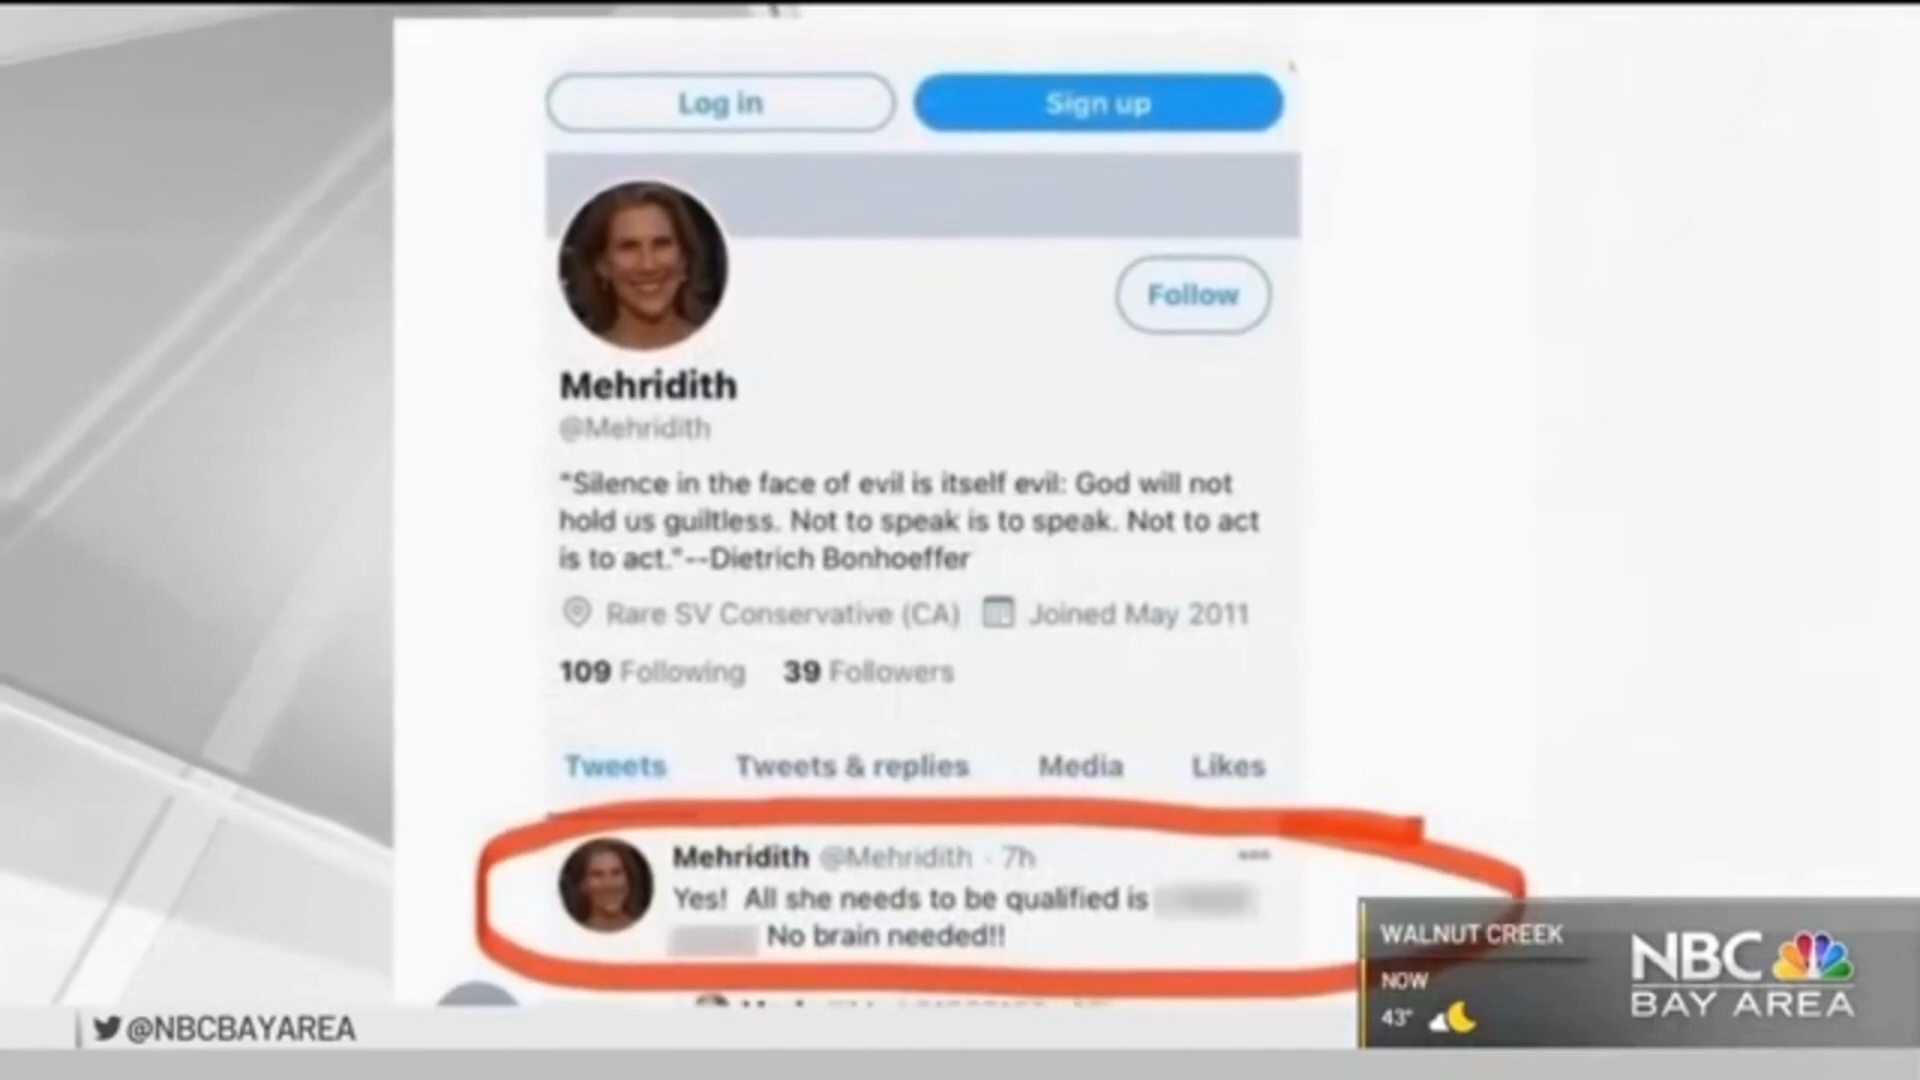 Log in
Sign up
Follow
Mehridith
@Mehridith
"Silence in the face of evil is itself evil: God will not
hold us guiltless. Not to speak is to speak. Not to act
is to act."--Dietrich Bonhoeffer
Rare SV Conservative (CA) Joined May 2011
109 Following 39 Followers
Tweets Tweets & replies Media Likes
Mehridith @Mehridith · 7h
Yes! All she needs to be qualified is
No brain needed!!
WALNUT CREEK
NOW
43°
NBC
BAY AREA
@NBCBAYAREA